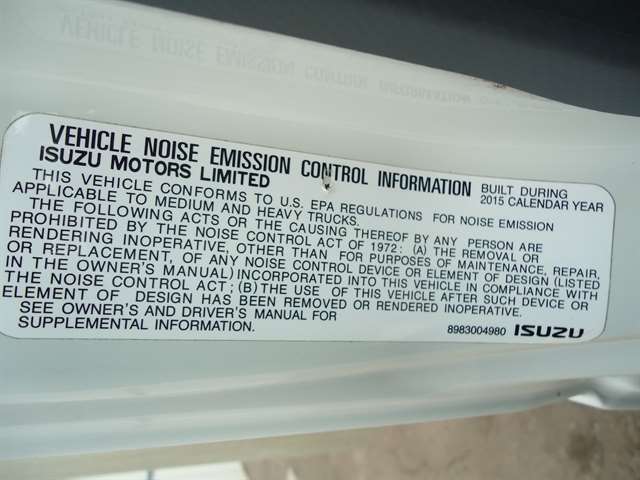 VEHICLE NOISE EMISSION CONTROL INFORMATION
VEHICLE NOISE EMISSION CONTROL INFORMATION BUILT DURING
ISUZU MOTORS LIMITED 2015 CALENDAR YEAR
THIS VEHICLE CONFORMS TO U.S. EPA REGULATIONS FOR NOISE EMISSION
APPLICABLE TO MEDIUM AND HEAVY TRUCKS.
THE FOLLOWING ACTS OR THE CAUSING THEREOF BY ANY PERSON ARE
PROHIBITED BY THE NOISE CONTROL ACT OF 1972: (A) THE REMOVAL OR
RENDERING INOPERATIVE, OTHER THAN FOR PURPOSES OF MAINTENANCE, REPAIR,
OR REPLACEMENT, OF ANY NOISE CONTROL DEVICE OR ELEMENT OF DESIGN (LISTED
IN THE OWNER'S MANUAL) INCORPORATED INTO THIS VEHICLE IN COMPLIANCE WITH
THE NOISE CONTROL ACT; (B) THE USE OF THIS VEHICLE AFTER SUCH DEVICE OR
ELEMENT OF DESIGN HAS BEEN REMOVED OR RENDERED INOPERATIVE.
SEE OWNER'S AND DRIVER'S MANUAL FOR
SUPPLEMENTAL INFORMATION.
8983004980 ISUZU